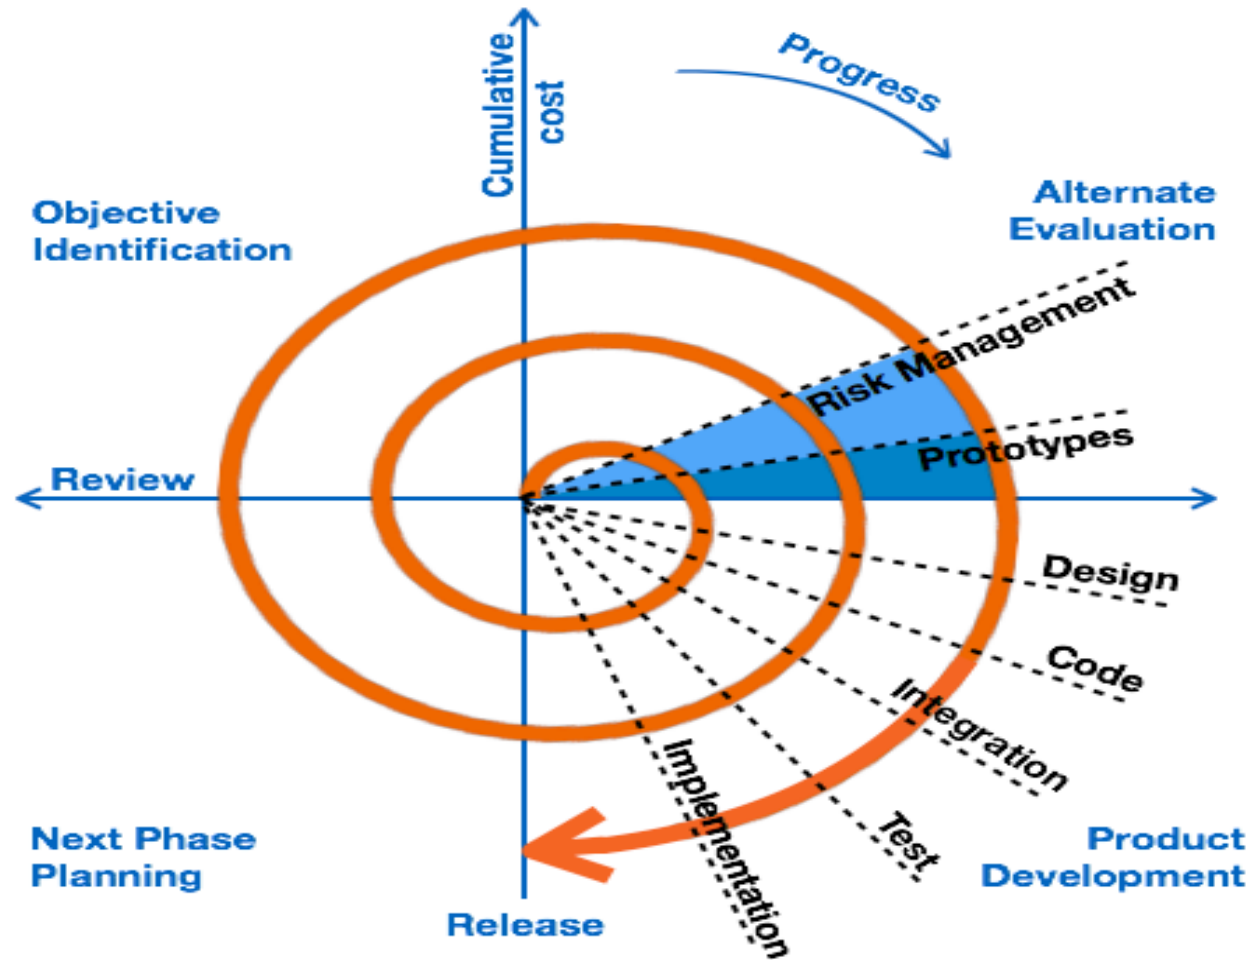 Cumulative
cost
Progress
Objective
Identification
Alternate
Evaluation
Risk Management
Prototypes
Review
Design
Code
Integration
Test
Implementation
Next Phase
Planning
Product
Development
Release